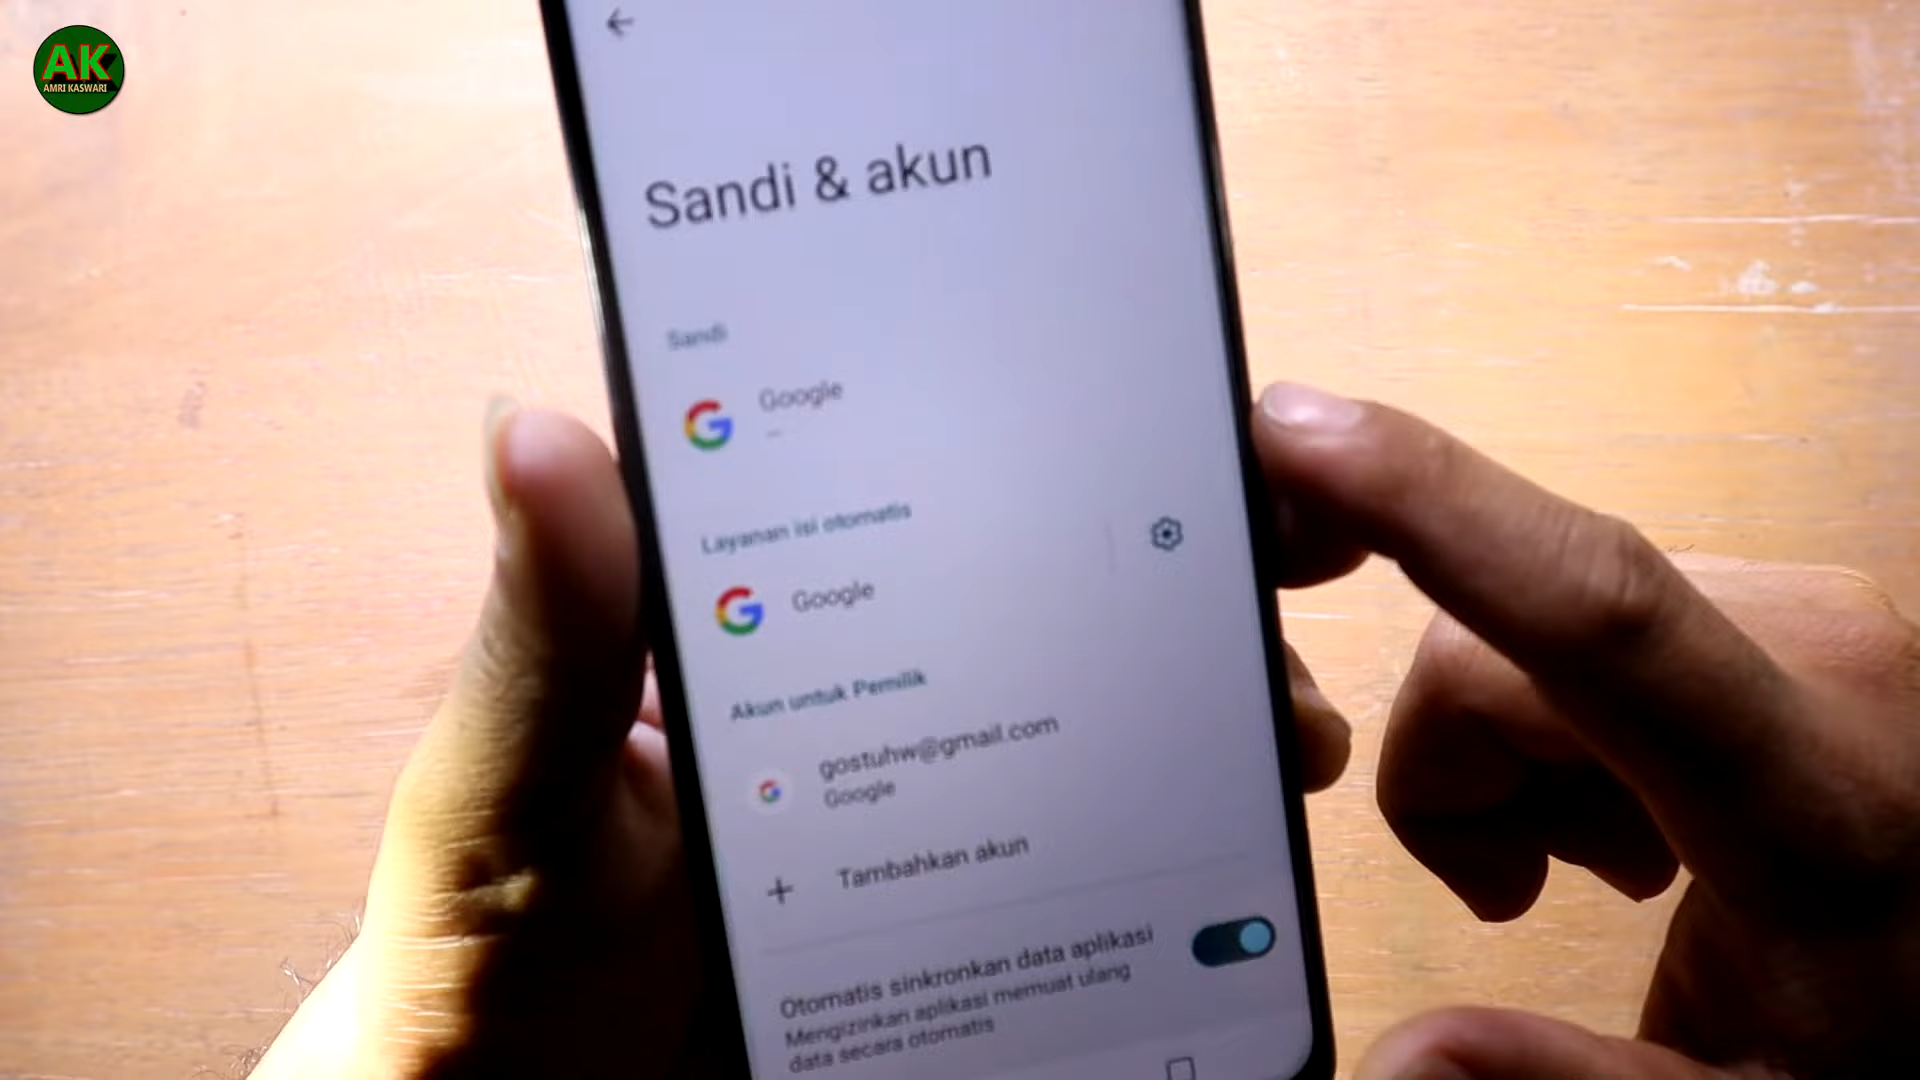 AK
AMRI KASWARI
Sandi & akun
Sandi
Google
Layanan isi otomatis
Google
Akun untuk Pemilik
gostuhw@gmail.com
Google
Tambahkan akun
Otomatis sinkronkan data aplikasi
Mengizinkan aplikasi memuat ulang
data secara otomatis